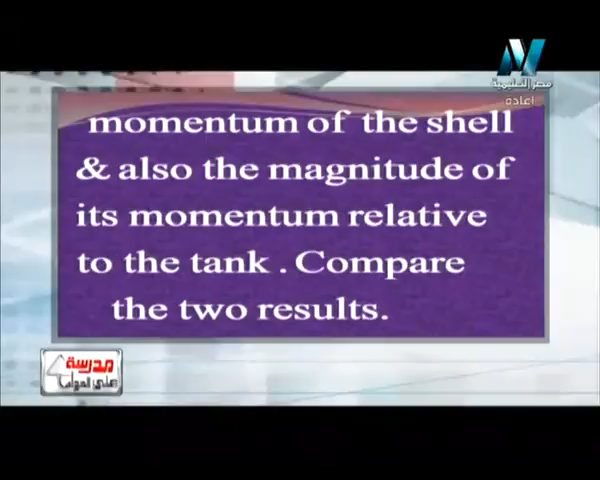 مصر التعليمية
اعاده
momentum of the shell
& also the magnitude of
its momentum relative
to the tank . Compare
the two results.
مدرسة
على الهواء